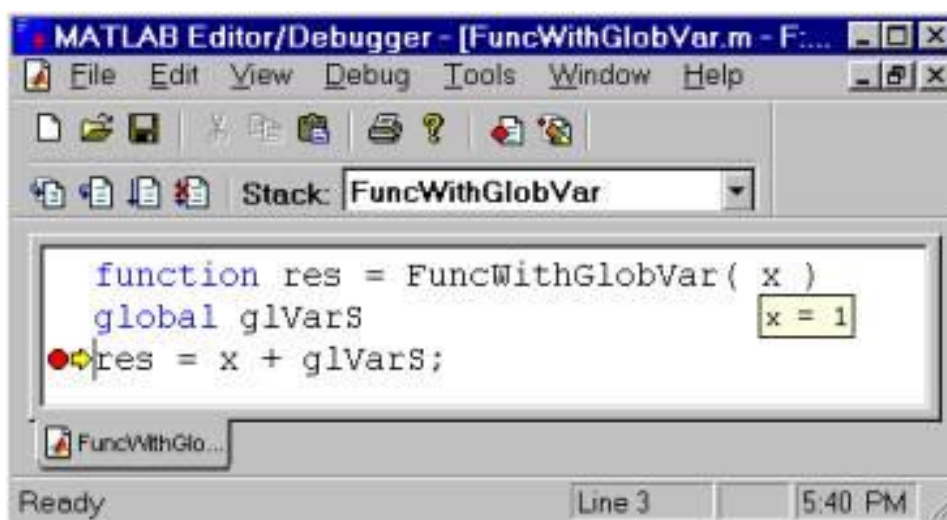 MATLAB Editor/Debugger - [FuncWithGlobVar.m - F:...
File Edit View Debug Tools Window Help
Stack: FuncWithGlobVar
function res = FuncWithGlobVar( x )
global glVarS
x = 1
res = x + glVarS;
FuncWithGlo...
Ready Line 3 5:40 PM